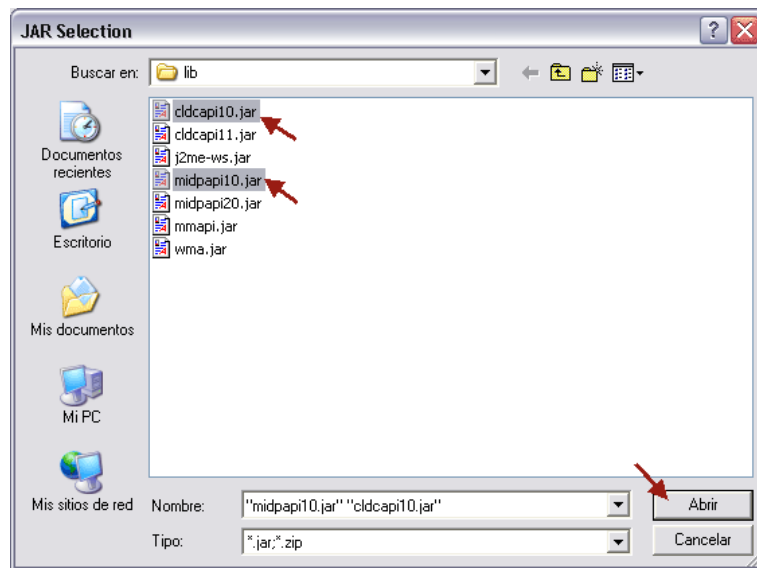 JAR Selection
Buscar en: lib
cldcapi10.jar
cldcapi11.jar
j2me-ws.jar
midpapi10.jar
midpapi20.jar
mmapi.jar
wma.jar
Documentos
recientes
Escritorio
Mis documentos
Mi PC
Mis sitios de red
Nombre: "midpapi10.jar" "cldcapi10.jar" Abrir
Tipo: *.jar;*.zip Cancelar